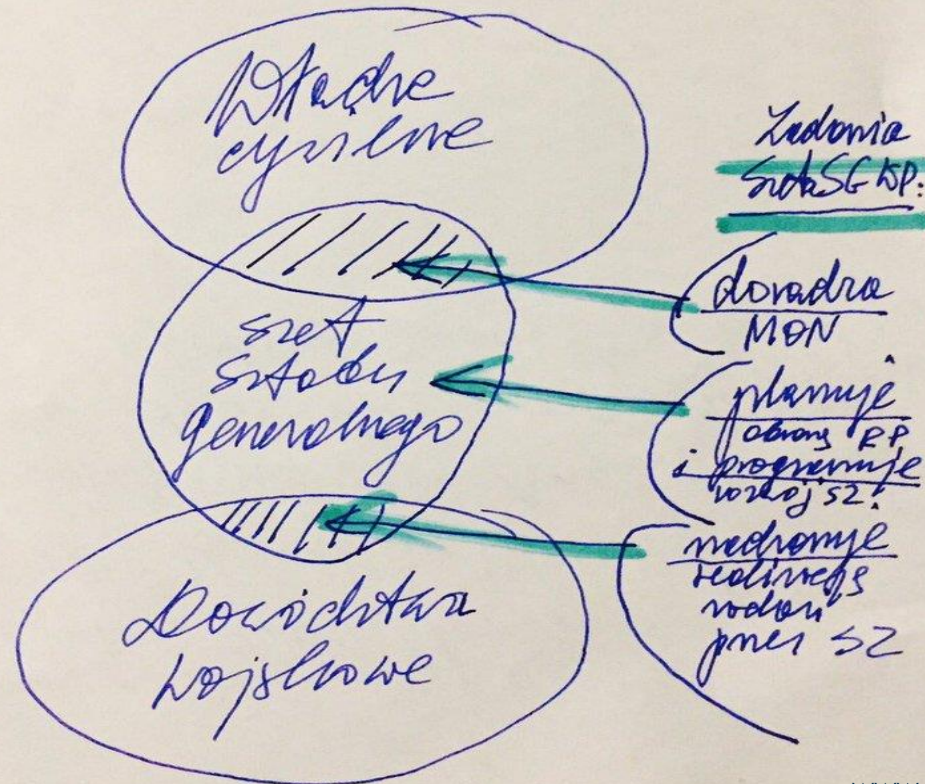 Władze
cywilne
szef
Sztabu
Generalnego
Dowództwa
wojskowe
Zadania
Szefa SG WP:
doradza
MON
planuje
obronę RP
i programuje
rozwój SZ
nadzoruje
realizację
zadań
przez SZ